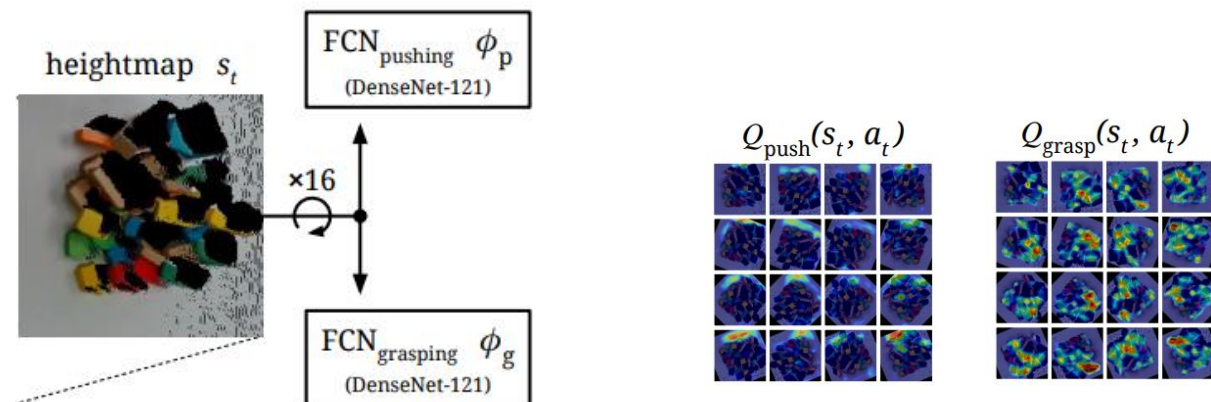 heightmap s_t
×16
FCN_pushing ϕ_p
(DenseNet-121)
FCN_grasping ϕ_g
(DenseNet-121)
Q_push(s_t, a_t)
Q_grasp(s_t, a_t)